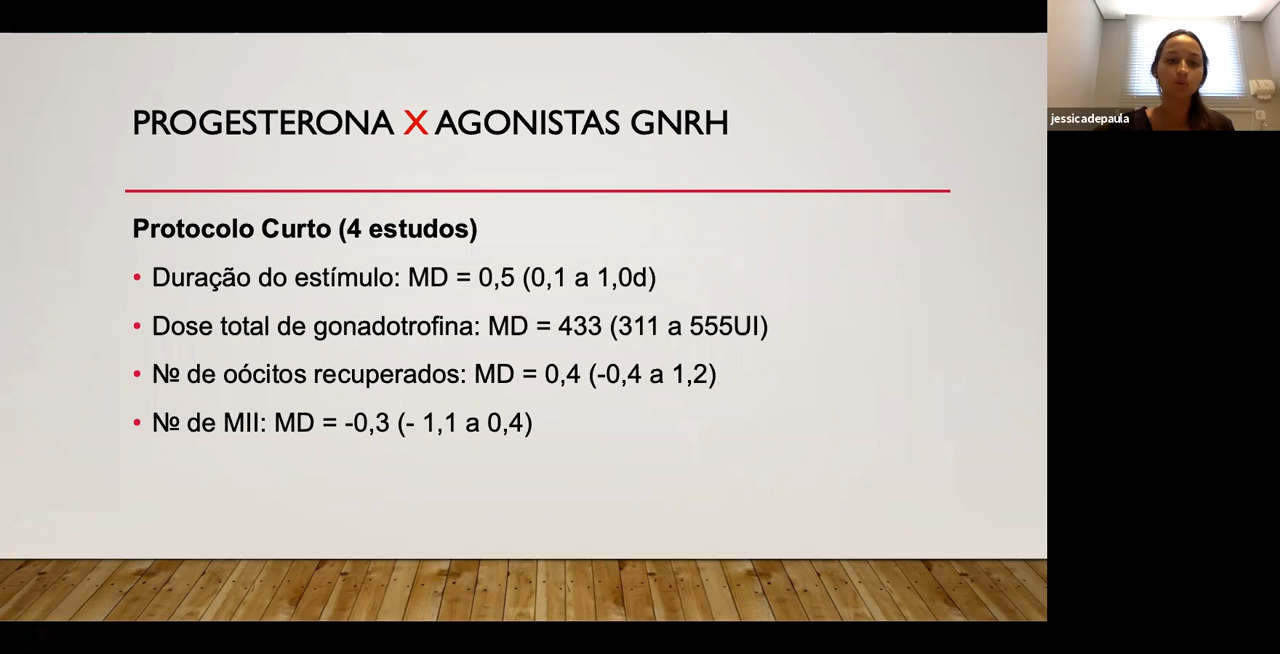 PROGESTERONA X AGONISTAS GNRH
Protocolo Curto (4 estudos)
• Duração do estímulo: MD = 0,5 (0,1 a 1,0d)
• Dose total de gonadotrofina: MD = 433 (311 a 555UI)
• Nº de oócitos recuperados: MD = 0,4 (-0,4 a 1,2)
• Nº de MII: MD = -0,3 (- 1,1 a 0,4)
jessicadepaula